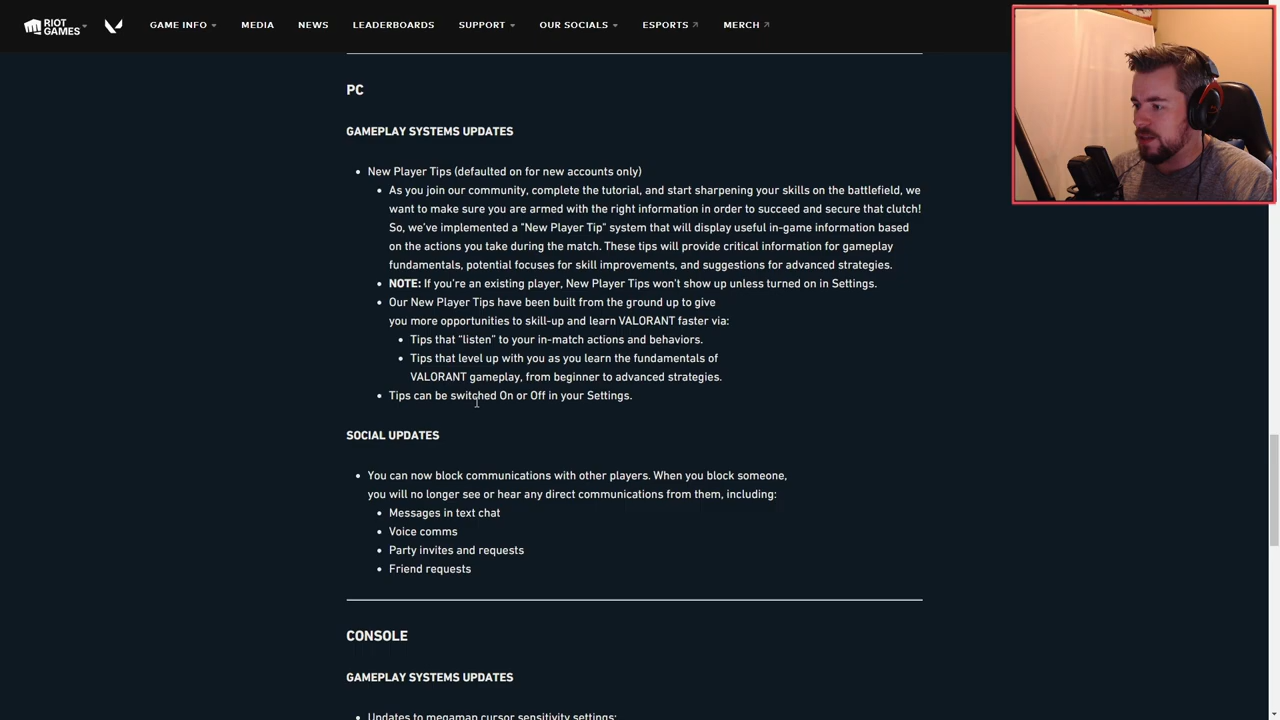 RIOT GAMES
GAME INFO MEDIA NEWS LEADERBOARDS SUPPORT OUR SOCIALS ESPORTS MERCH
PC
GAMEPLAY SYSTEMS UPDATES
New Player Tips (defaulted on for new accounts only)
As you join our community, complete the tutorial, and start sharpening your skills on the battlefield, we
want to make sure you are armed with the right information in order to succeed and secure that clutch!
So, we've implemented a "New Player Tip" system that will display useful in-game information based
on the actions you take during the match. These tips will provide critical information for gameplay
fundamentals, potential focuses for skill improvements, and suggestions for advanced strategies.
NOTE: If you're an existing player, New Player Tips won't show up unless turned on in Settings.
Our New Player Tips have been built from the ground up to give
you more opportunities to skill-up and learn VALORANT faster via:
Tips that “listen” to your in-match actions and behaviors.
Tips that level up with you as you learn the fundamentals of
VALORANT gameplay, from beginner to advanced strategies.
Tips can be switched On or Off in your Settings.
SOCIAL UPDATES
You can now block communications with other players. When you block someone,
you will no longer see or hear any direct communications from them, including:
Messages in text chat
Voice comms
Party invites and requests
Friend requests
CONSOLE
GAMEPLAY SYSTEMS UPDATES
Updates to megamap cursor sensitivity settings: